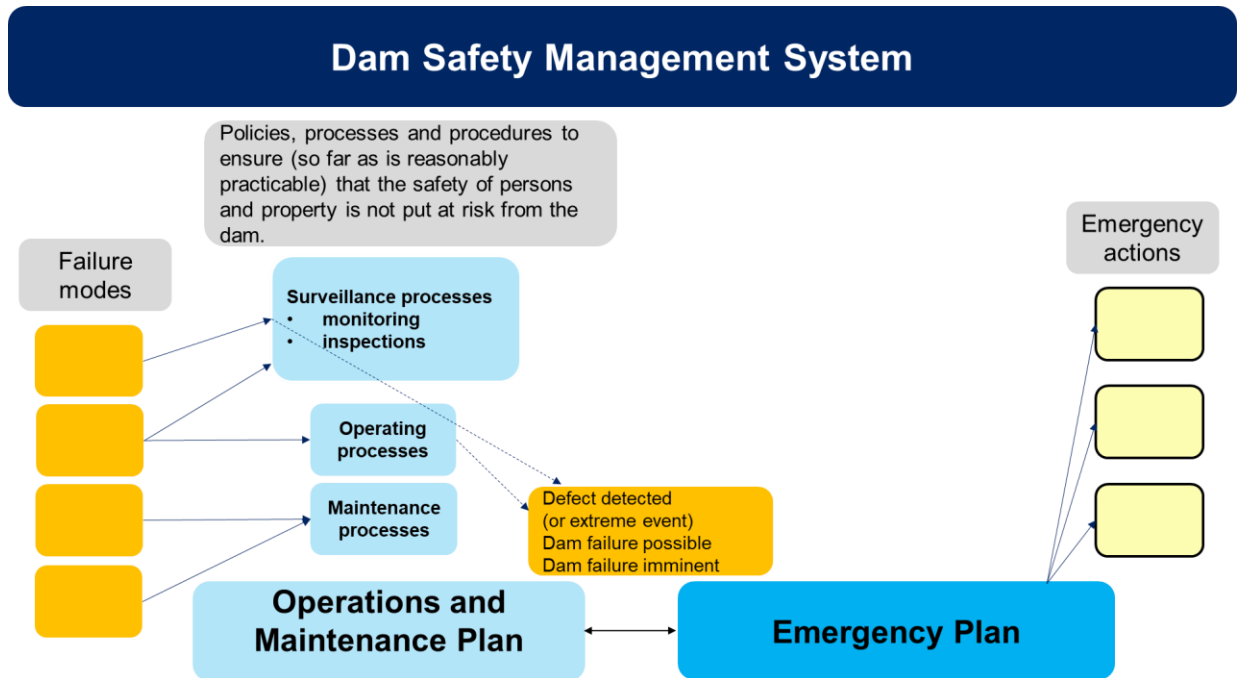 Dam Safety Management System
Policies, processes and procedures to
ensure (so far as is reasonably
practicable) that the safety of persons
and property is not put at risk from the
dam.
Emergency
actions
Failure
modes
Surveillance processes
• monitoring
• inspections
Operating
processes
Maintenance
processes
Defect detected
(or extreme event)
Dam failure possible
Dam failure imminent
Operations and
Maintenance Plan
Emergency Plan